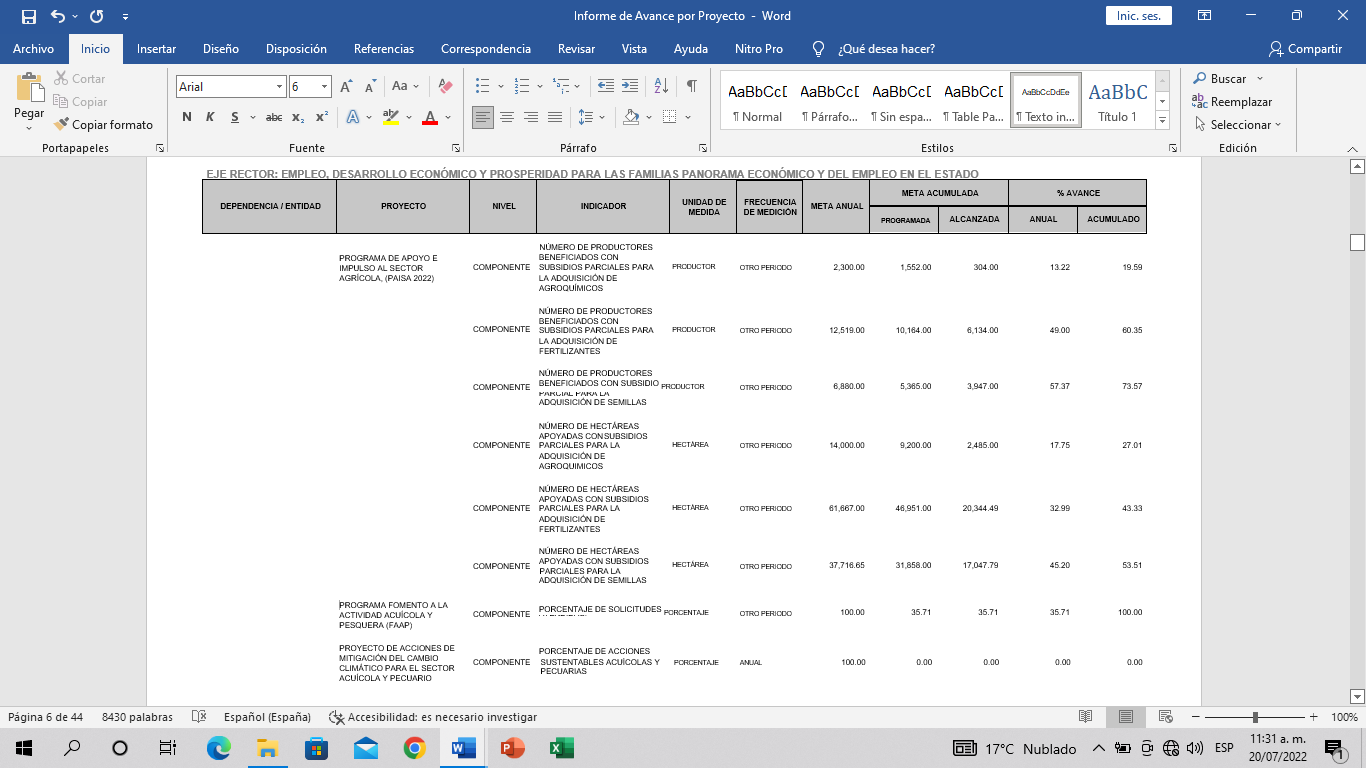 Informe de Avance por Proyecto - Word
Inic. ses.
Archivo Inicio Insertar Diseño Disposición Referencias Correspondencia Revisar Vista Ayuda Nitro Pro ¿Qué desea hacer? Compartir
Pegar
Cortar
Copiar
Copiar formato
Portapapeles
Arial 6
N K S abc x₂ x²
Fuente
Párrafo
AaBbCcD AaBbCcD AaBbCcD AaBbCcD AaBbCcDdEe AaBbC
¶ Normal ¶ Párrafo... ¶ Sin espa... ¶ Table Pa... ¶ Texto in... Título 1
Estilos
Buscar
Reemplazar
Seleccionar
Edición
EJE RECTOR: EMPLEO, DESARROLLO ECONÓMICO Y PROSPERIDAD PARA LAS FAMILIAS PANORAMA ECONÓMICO Y DEL EMPLEO EN EL ESTADO
DEPENDENCIA / ENTIDAD
PROYECTO
NIVEL
INDICADOR
UNIDAD DE
MEDIDA
FRECUENCIA
DE MEDICIÓN
META ANUAL
META ACUMULADA
PROGRAMADA ALCANZADA
% AVANCE
ANUAL ACUMULADO
PROGRAMA DE APOYO E
IMPULSO AL SECTOR
AGRÍCOLA, (PAISA 2022)
COMPONENTE
NÚMERO DE PRODUCTORES
BENEFICIADOS CON
SUBSIDIOS PARCIALES PARA
LA ADQUISICIÓN DE
AGROQUÍMICOS
PRODUCTOR OTRO PERIODO 2,300.00 1,552.00 304.00 13.22 19.59
COMPONENTE
NÚMERO DE PRODUCTORES
BENEFICIADOS CON
SUBSIDIOS PARCIALES PARA
LA ADQUISICIÓN DE
FERTILIZANTES
PRODUCTOR OTRO PERIODO 12,519.00 10,164.00 6,134.00 49.00 60.35
COMPONENTE
NÚMERO DE PRODUCTORES
BENEFICIADOS CON SUBSIDIO
PARCIAL PARA LA
ADQUISICIÓN DE SEMILLAS
PRODUCTOR OTRO PERIODO 6,880.00 5,365.00 3,947.00 57.37 73.57
COMPONENTE
NÚMERO DE HECTÁREAS
APOYADAS CON SUBSIDIOS
PARCIALES PARA LA
ADQUISICIÓN DE
AGROQUIMICOS
HECTÁREA OTRO PERIODO 14,000.00 9,200.00 2,485.00 17.75 27.01
COMPONENTE
NÚMERO DE HECTÁREAS
APOYADAS CON SUBSIDIOS
PARCIALES PARA LA
ADQUISICIÓN DE
FERTILIZANTES
HECTÁREA OTRO PERIODO 61,667.00 46,951.00 20,344.49 32.99 43.33
COMPONENTE
NÚMERO DE HECTÁREAS
APOYADAS CON SUBSIDIOS
PARCIALES PARA LA
ADQUISICIÓN DE SEMILLAS
HECTÁREA OTRO PERIODO 37,716.65 31,858.00 17,047.79 45.20 53.51
PROGRAMA FOMENTO A LA
ACTIVIDAD ACUÍCOLA Y
PESQUERA (FAAP)
COMPONENTE
PORCENTAJE DE SOLICITUDES
PORCENTAJE OTRO PERIODO 100.00 35.71 35.71 35.71 100.00
PROYECTO DE ACCIONES DE
MITIGACIÓN DEL CAMBIO
CLIMÁTICO PARA EL SECTOR
ACUÍCOLA Y PECUARIO
COMPONENTE
PORCENTAJE DE ACCIONES
SUSTENTABLES ACUÍCOLAS Y
PECUARIAS
PORCENTAJE ANUAL 100.00 0.00 0.00 0.00 0.00
Página 6 de 44 8430 palabras Español (España) Accesibilidad: es necesario investigar 100%
17°C Nublado ESP 11:31 a. m.
20/07/2022
1